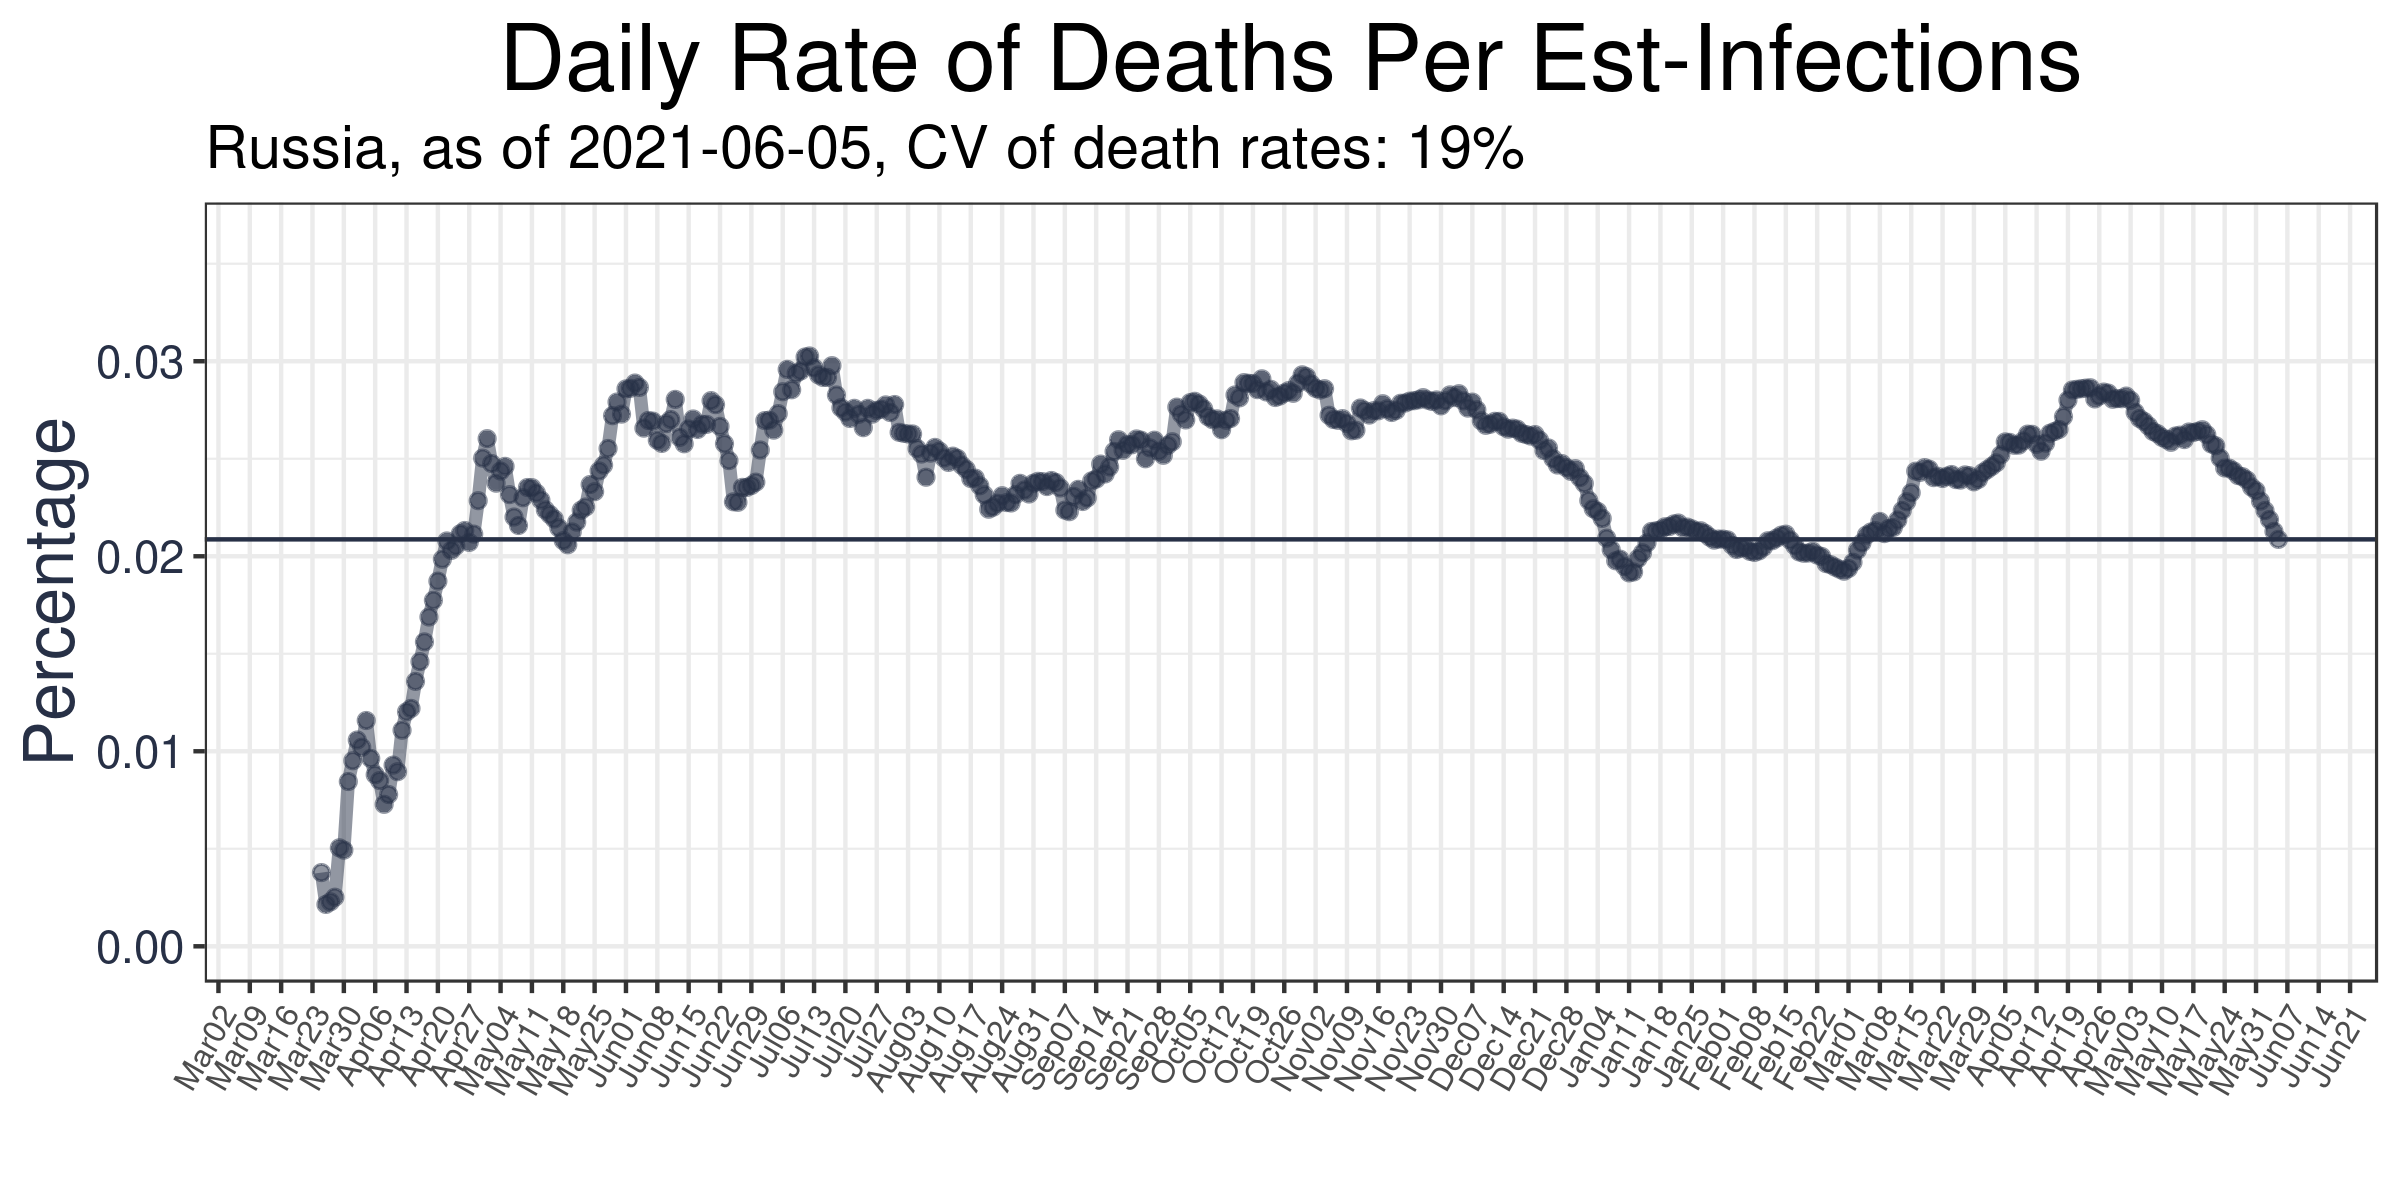 Daily Rate of Deaths Per Est-Infections
Russia, as of 2021-06-05, CV of death rates: 19%
Percentage
0.03
0.02
0.01
0.00
Mar02
Mar09
Mar16
Mar23
Mar30
Apr06
Apr13
Apr20
Apr27
May04
May11
May18
May25
Jun01
Jun08
Jun15
Jun22
Jun29
Jul06
Jul13
Jul20
Jul27
Aug03
Aug10
Aug17
Aug24
Aug31
Sep07
Sep14
Sep21
Sep28
Oct05
Oct12
Oct19
Oct26
Nov02
Nov09
Nov16
Nov23
Nov30
Dec07
Dec14
Dec21
Dec28
Jan04
Jan11
Jan18
Jan25
Feb01
Feb08
Feb15
Feb22
Mar01
Mar08
Mar15
Mar22
Mar29
Apr05
Apr12
Apr19
Apr26
May03
May10
May17
May24
May31
Jun07
Jun14
Jun21